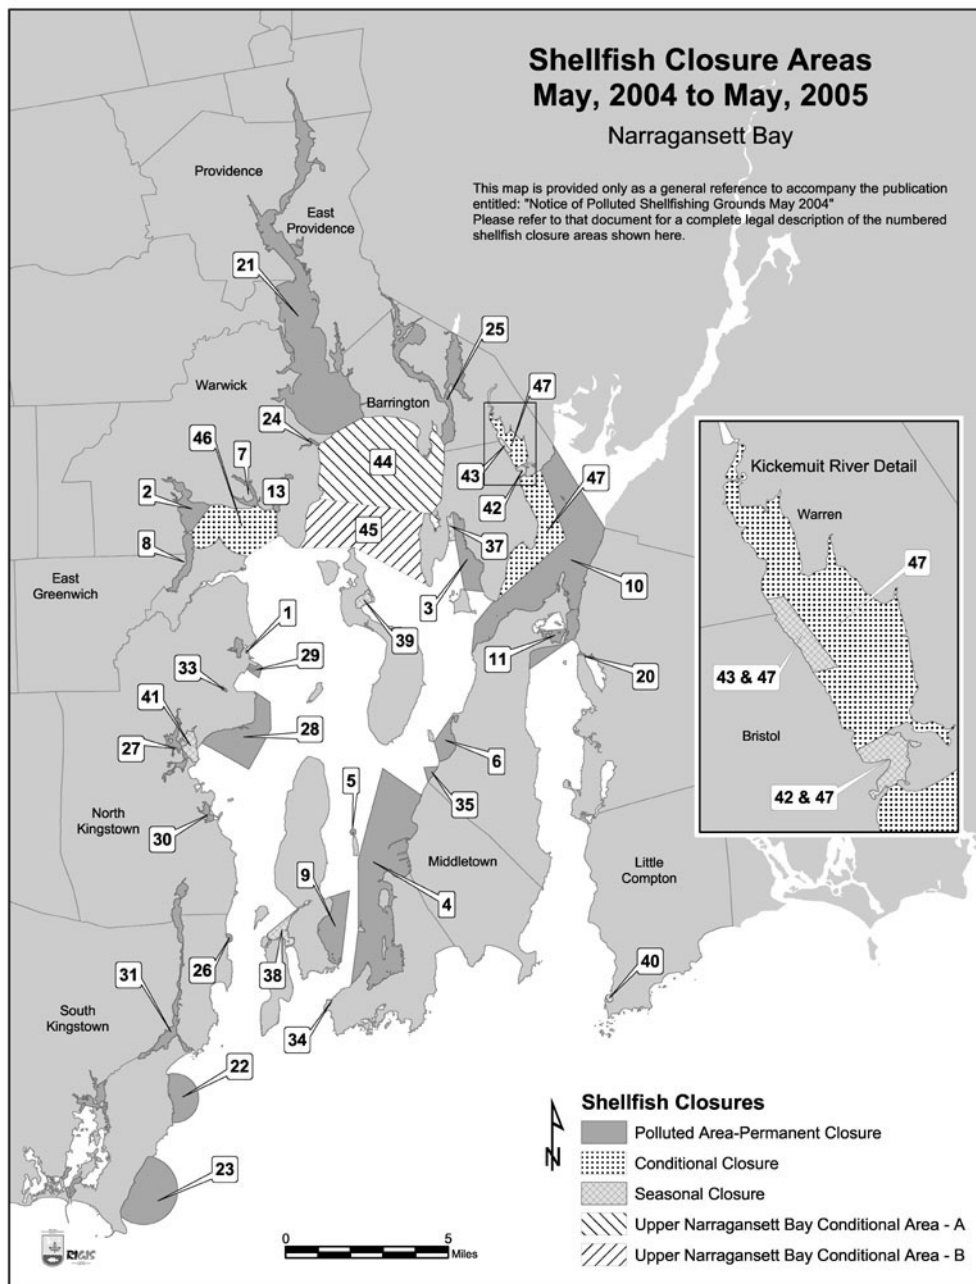 Shellfish Closure Areas
May, 2004 to May, 2005
Narragansett Bay
This map is provided only as a general reference to accompany the publication
entitled: "Notice of Polluted Shellfishing Grounds May 2004"
Please refer to that document for a complete legal description of the numbered
shellfish closure areas shown here.
Providence
East
Providence
21
25
Warwick
Barrington
47
24
46
7
44
43
47
2
13
42
45
8
37
East
Greenwich
3
10
1
39
11
29
20
33
41
28
27
6
5
35
North
Kingstown
30
Middletown
Little
Compton
9
4
26
38
40
31
34
South
Kingstown
22
23
Kickemuit River Detail
Warren
47
43 & 47
Bristol
42 & 47
N
Shellfish Closures
Polluted Area-Permanent Closure
Conditional Closure
Seasonal Closure
Upper Narragansett Bay Conditional Area - A
Upper Narragansett Bay Conditional Area - B
0 5
Miles
RIGIS